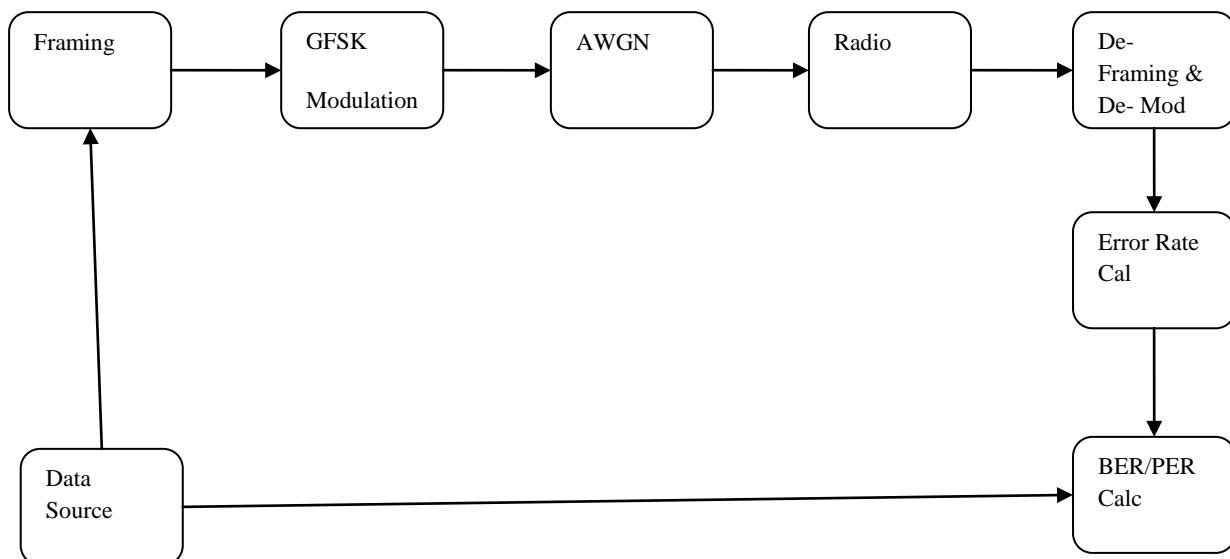 Framing
GFSK
Modulation
AWGN
Radio
De-
Framing &
De- Mod
Error Rate
Cal
Data
Source
BER/PER
Calc